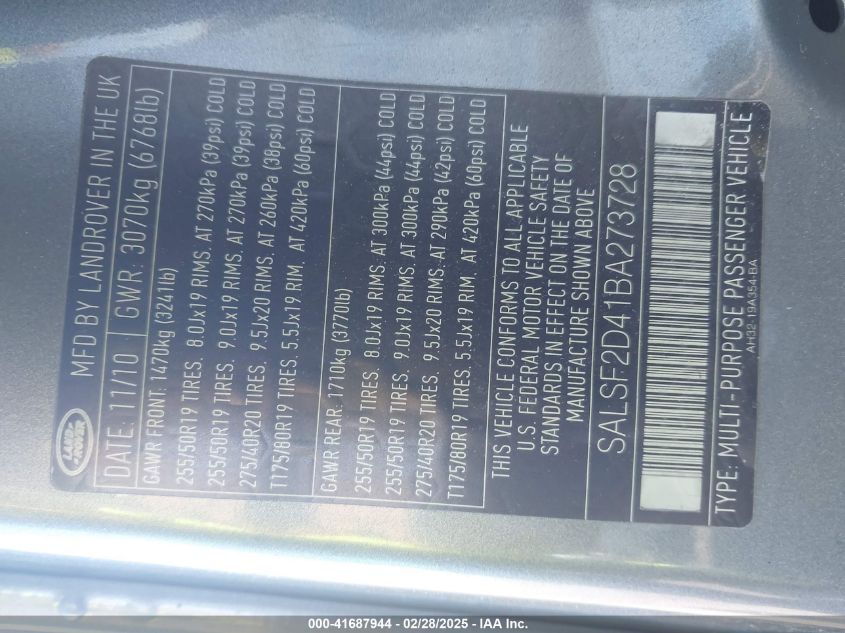 LAND ROVER
MFD BY LANDROVER IN THE UK
DATE: 11/10 GWR: 3070kg (6768lb)
GAWR FRONT: 1470kg (3241lb)
255/50R19 TIRES. 8.0Jx19 RIMS. AT 270kPa (39psi) COLD
255/50R19 TIRES. 9.0Jx19 RIMS. AT 270kPa (39psi) COLD
275/40R20 TIRES. 9.5Jx20 RIMS. AT 260kPa (38psi) COLD
T175/80R19 TIRES. 5.5Jx19 RIM. AT 420kPa (60psi) COLD
GAWR REAR: 1710kg (3770lb)
255/50R19 TIRES. 8.0Jx19 RIMS. AT 300kPa (44psi) COLD
255/50R19 TIRES. 9.0Jx19 RIMS. AT 300kPa (44psi) COLD
275/40R20 TIRES. 9.5Jx20 RIMS. AT 290kPa (42psi) COLD
T175/80R19 TIRES. 5.5Jx19 RIM. AT 420kPa (60psi) COLD
THIS VEHICLE CONFORMS TO ALL APPLICABLE
U.S. FEDERAL MOTOR VEHICLE SAFETY
STANDARDS IN EFFECT ON THE DATE OF
MANUFACTURE SHOWN ABOVE
SALSF2D41BA273728
TYPE: MULTI-PURPOSE PASSENGER VEHICLE
AH32-19A354-BA
000-41687944 - 02/28/2025 - IAA Inc.